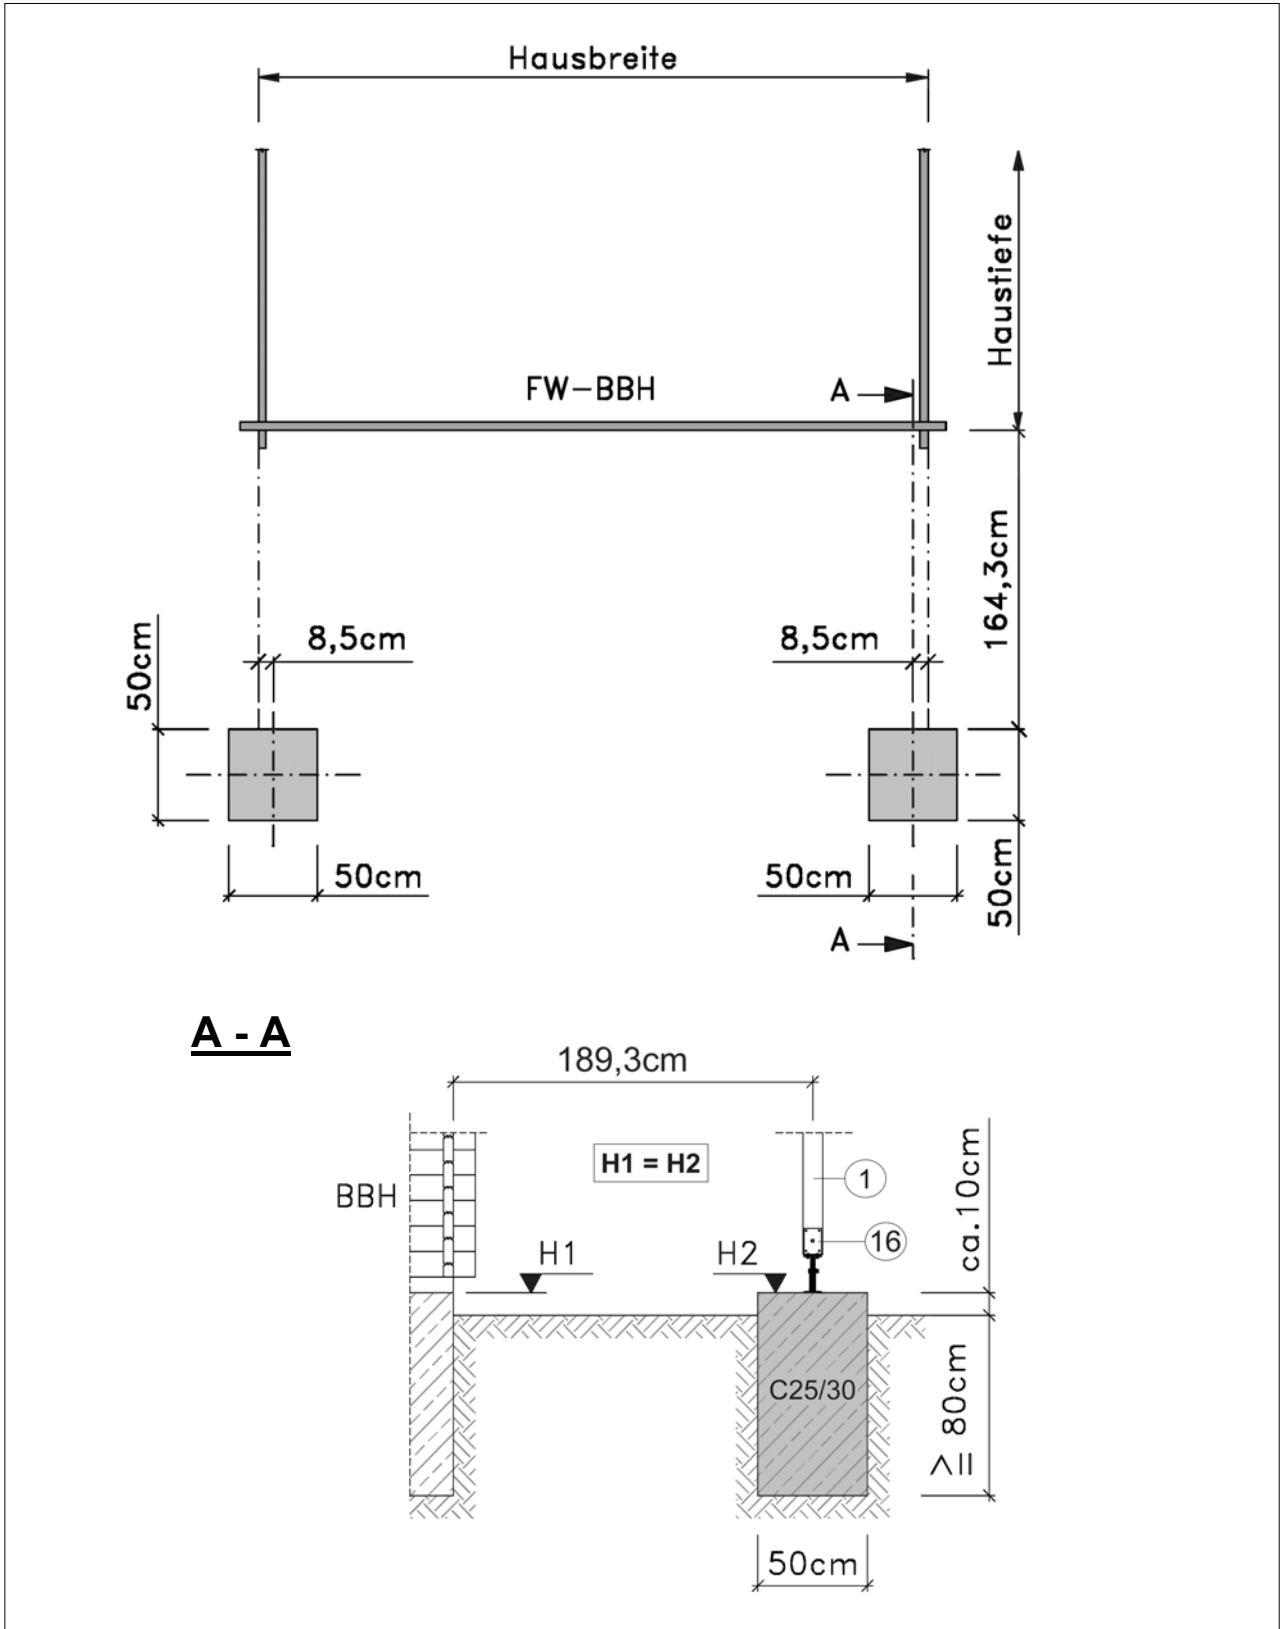 Hausbreite
Haustiefe
FW-BBH
A
164,3cm
50cm
8,5cm
8,5cm
50cm
50cm
50cm
A
A - A
189,3cm
H1 = H2
1
ca.10cm
BBH
16
H1
H2
C25/30
≧ 80cm
50cm